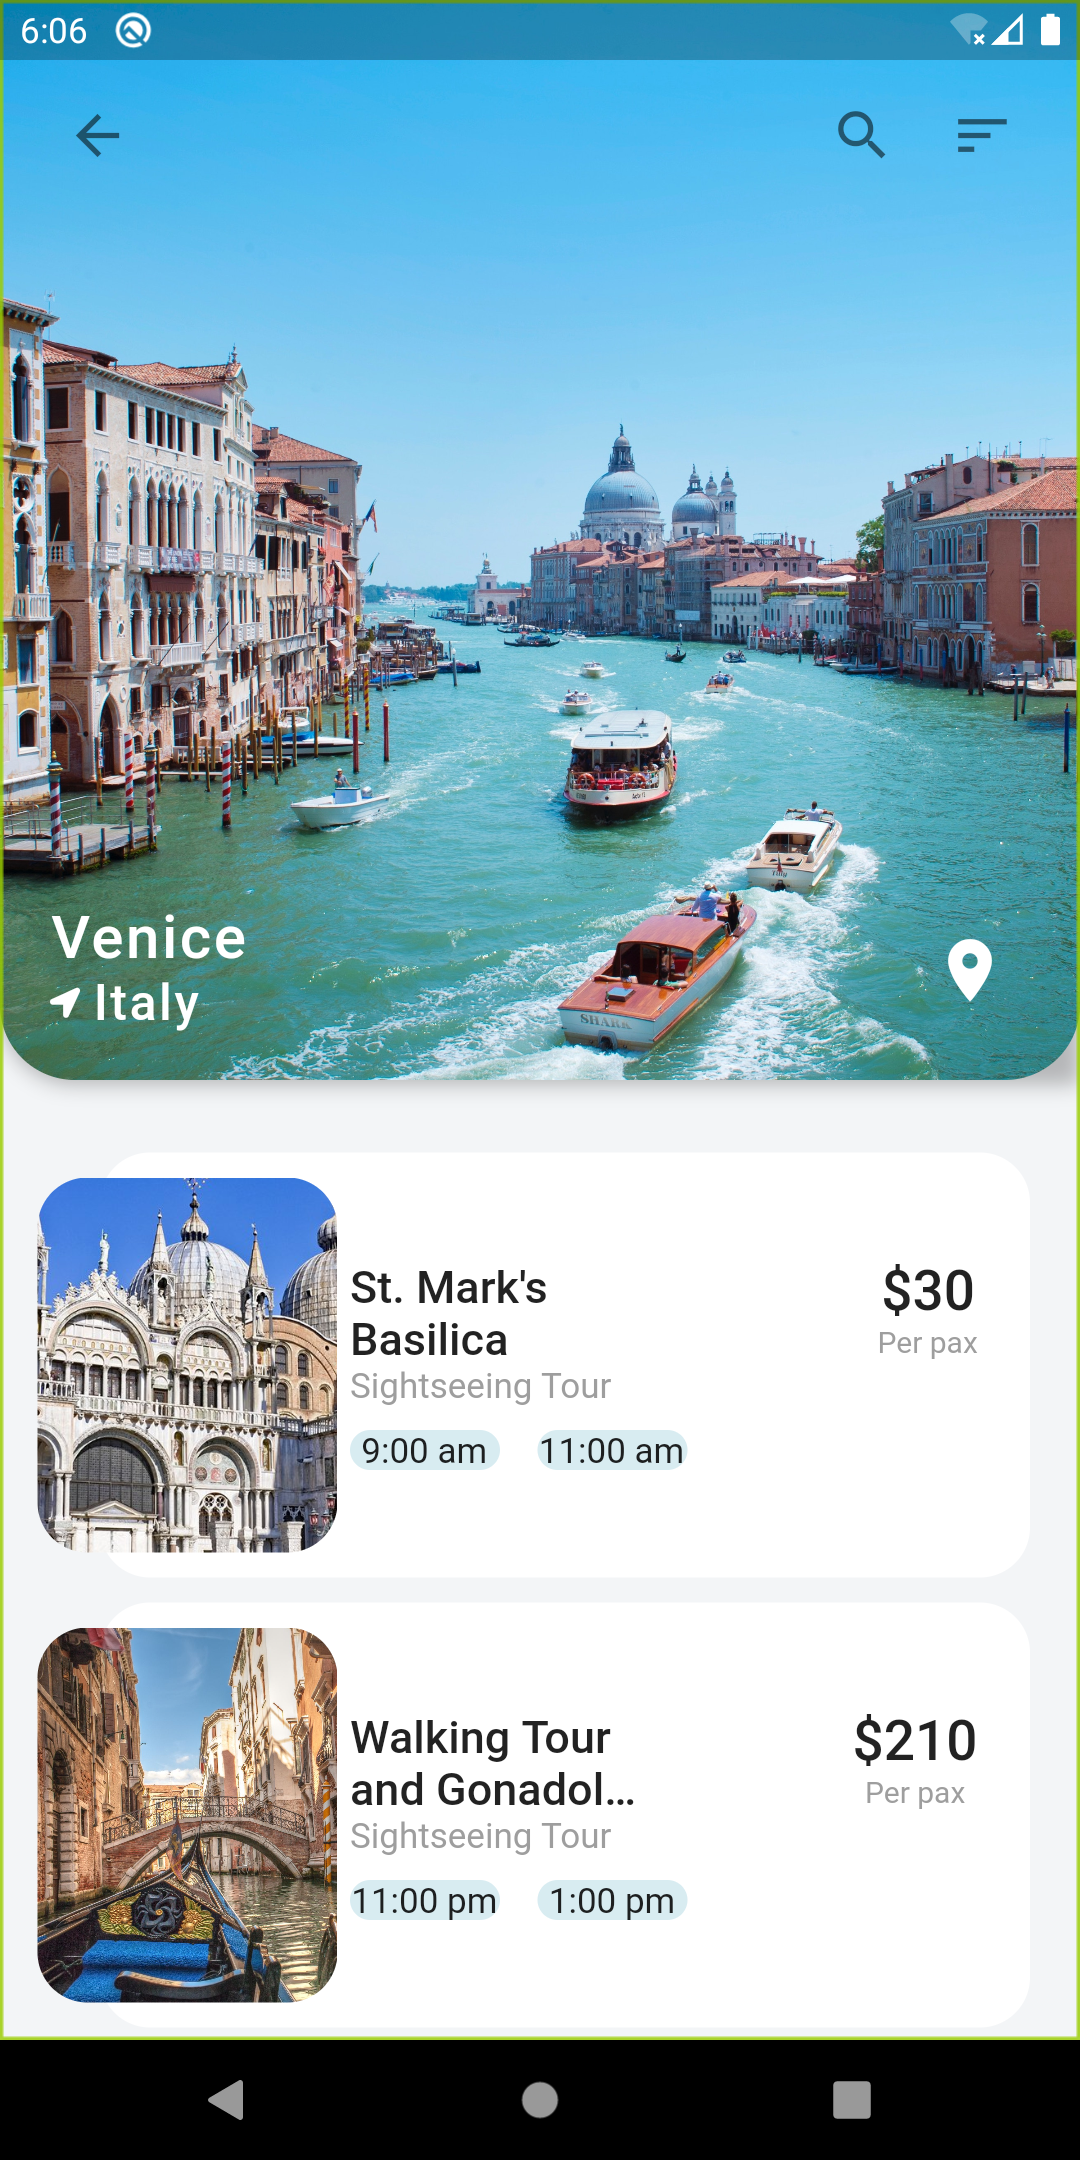 6:06
Venice
Italy
SHARK
St. Mark's
Basilica
Sightseeing Tour
9:00 am
11:00 am
$30
Per pax
Walking Tour
and Gonadol...
Sightseeing Tour
11:00 pm
1:00 pm
$210
Per pax